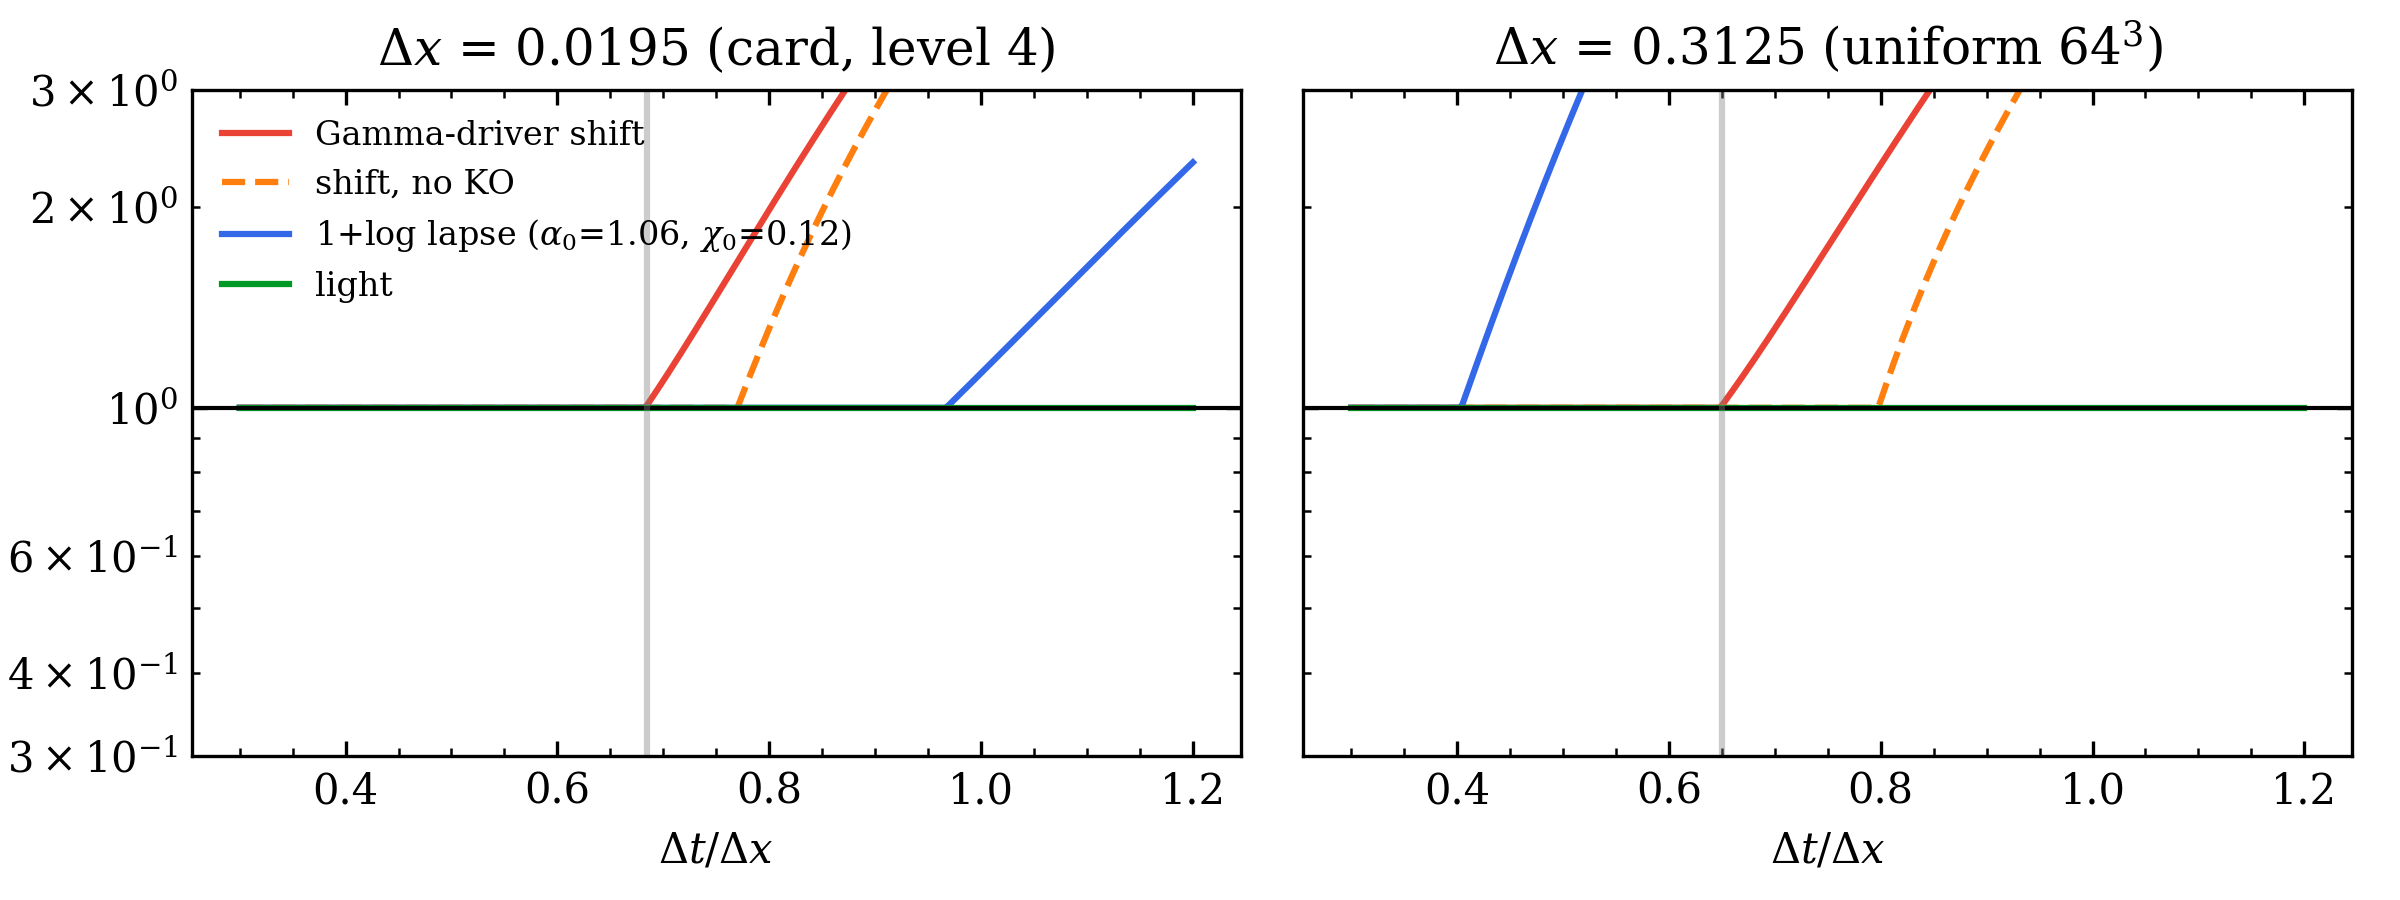 Δx = 0.0195 (card, level 4)
Δx = 0.3125 (uniform 64³)
3 × 10⁰
2 × 10⁰
10⁰
6 × 10⁻¹
4 × 10⁻¹
3 × 10⁻¹
Gamma-driver shift
shift, no KO
1+log lapse (α₀=1.06, χ₀=0.12)
light
0.4 0.6 0.8 1.0 1.2
0.4 0.6 0.8 1.0 1.2
Δt/Δx
Δt/Δx